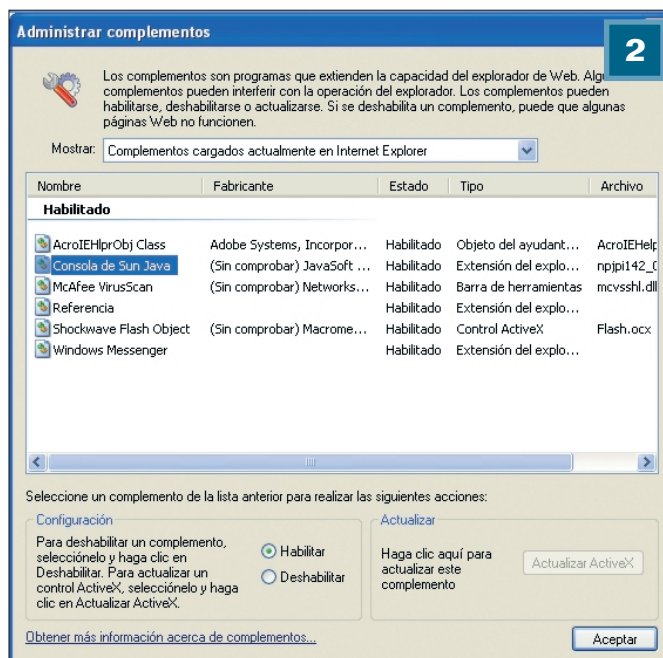 Administrar complementos
2
Los complementos son programas que extienden la capacidad del explorador de Web.
complementos pueden interferir con la operación del explorador. Los complementos pueden
habilitarse, deshabilitarse o actualizarse. Si se deshabilita un complemento, puede que algunas
páginas Web no funcionen.
Mostrar: Complementos cargados actualmente en Internet Explorer
Nombre Fabricante Estado Tipo Archivo
Habilitado
AcroIEHlprObj Class Adobe Systems, Incorpor... Habilitado Objeto del ayudant... AcroIEHelp
Consola de Sun Java (Sin comprobar) JavaSoft ... Habilitado Extensión del explo... npjpi142_0
McAfee VirusScan (Sin comprobar) Networks... Habilitado Barra de herramientas mcvsshl.dll
Referencia Habilitado Extensión del explo...
Shockwave Flash Object (Sin comprobar) Macrome... Habilitado Control ActiveX Flash.ocx
Windows Messenger Habilitado Extensión del explo...
Seleccione un complemento de la lista anterior para realizar las siguientes acciones:
Configuración
Para deshabilitar un complemento,
selecciónelo y haga clic en
Deshabilitar. Para actualizar un
control ActiveX, selecciónelo y haga
clic en Actualizar ActiveX.
Habilitar
Deshabilitar
Actualizar
Haga clic aquí para
actualizar este
complemento
Actualizar ActiveX
Obtener más información acerca de complementos...
Aceptar